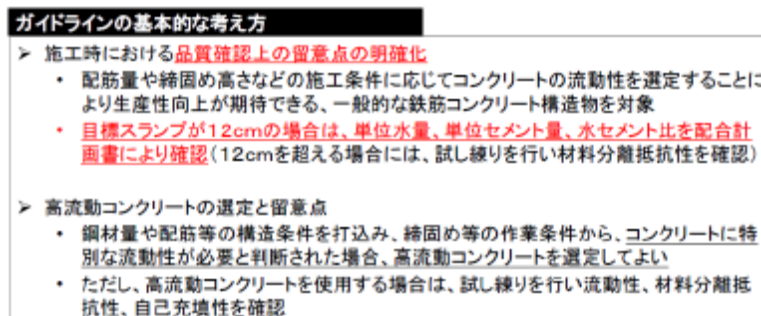 ガイドラインの基本的な考え方
➢ 施工時における品質確認上の留意点の明確化
• 配筋量や締固め高さなどの施工条件に応じてコンクリートの流動性を選定することに
より生産性向上が期待できる、一般的な鉄筋コンクリート構造物を対象
• 目標スランプが12cmの場合は、単位水量、単位セメント量、水セメント比を配合計
画書により確認(12cmを超える場合には、試し練りを行い材料分離抵抗性を確認)
➢ 高流動コンクリートの選定と留意点
• 鋼材量や配筋等の構造条件を打込み、締固め等の作業条件から、コンクリートに特
別な流動性が必要と判断された場合、高流動コンクリートを選定してよい
• ただし、高流動コンクリートを使用する場合は、試し練りを行い流動性、材料分離抵
抗性、自己充填性を確認